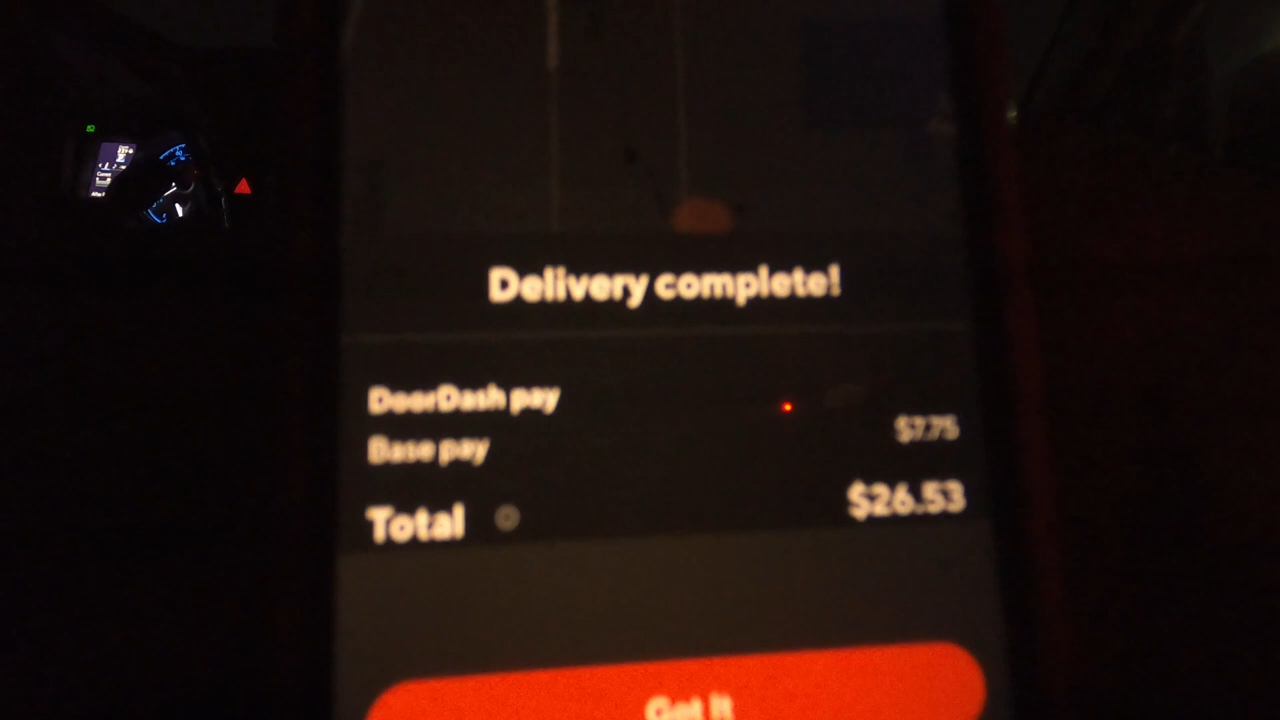 Delivery complete!
DoorDash pay
Base pay
$7.75
Total
$26.53
Got it